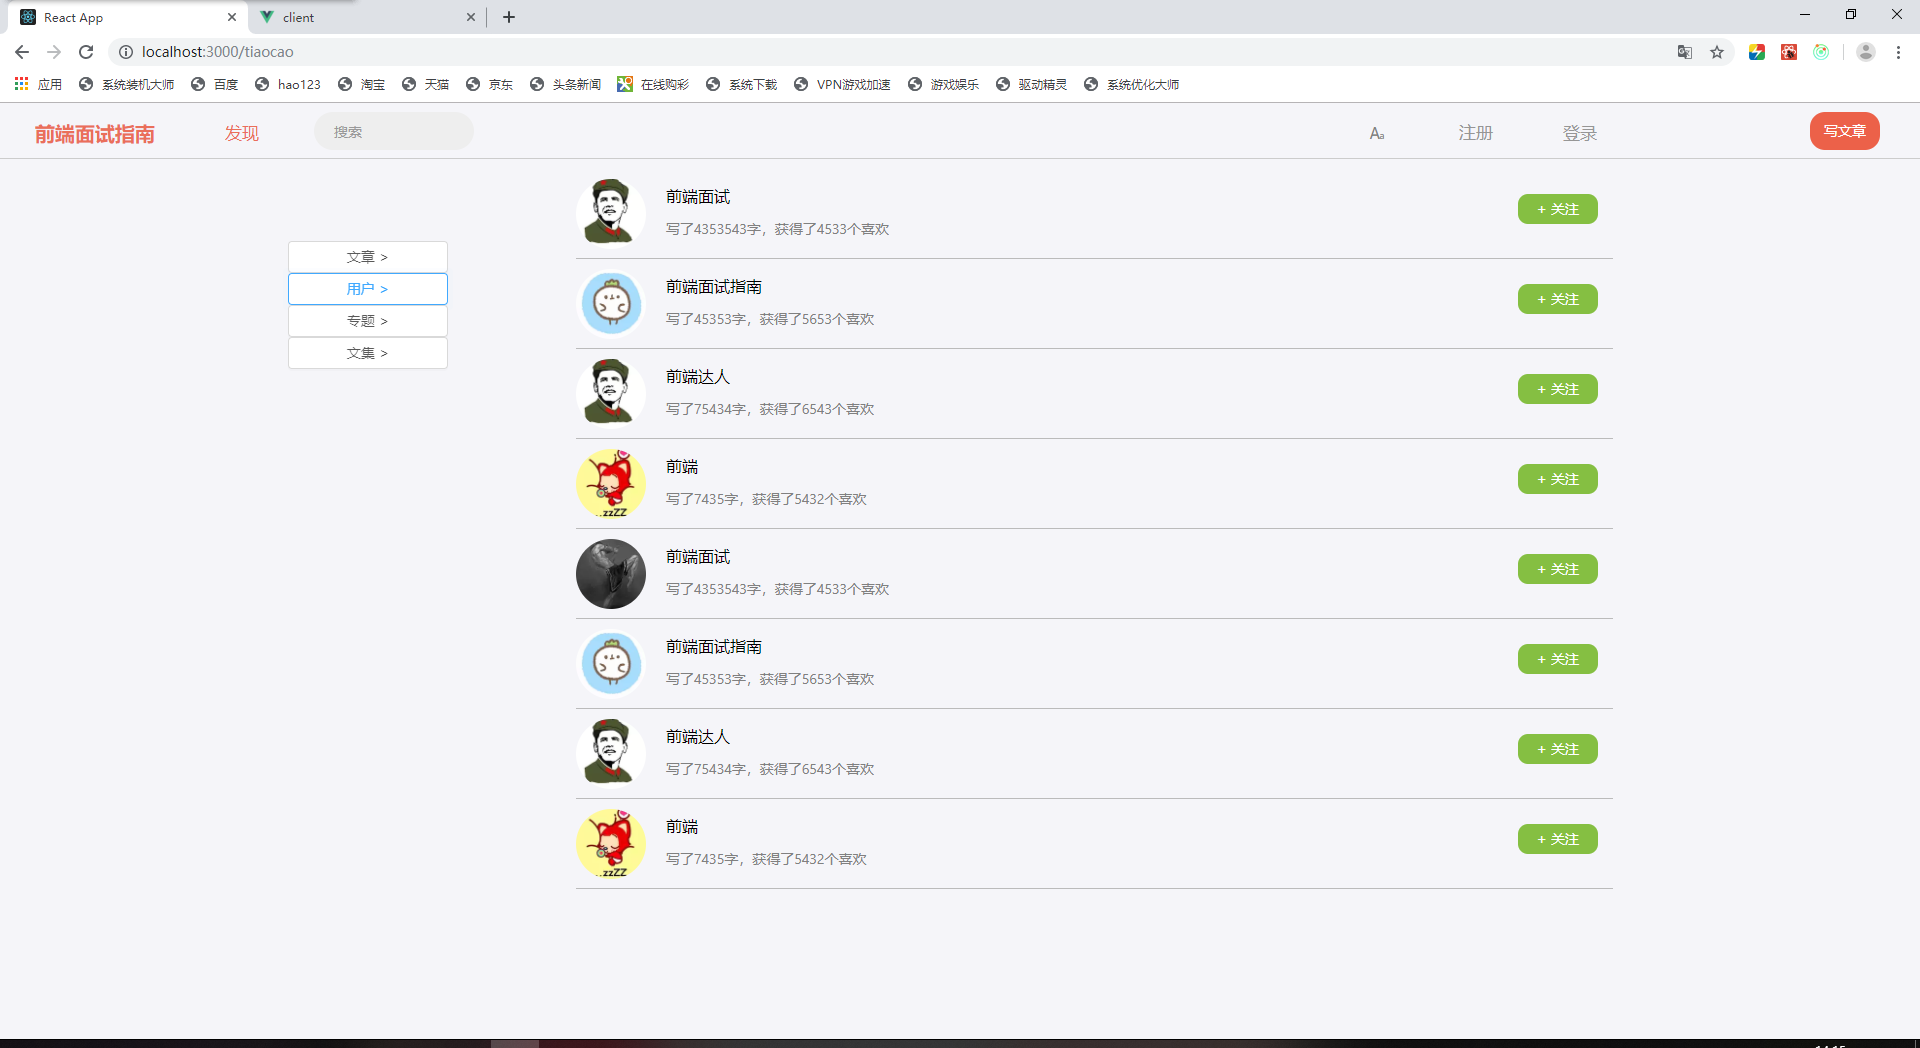 React App
client
localhost:3000/tiaocao
应用 系统装机大师 百度 hao123 淘宝 天猫 京东 头条新闻 在线购彩 系统下载 VPN游戏加速 游戏娱乐 驱动精灵 系统优化大师
前端面试指南 发现 搜索 Aa 注册 登录 写文章
文章 >
用户 >
专题 >
文集 >
前端面试
写了4353543字，获得了4533个喜欢
+ 关注
前端面试指南
写了45353字，获得了5653个喜欢
+ 关注
前端达人
写了75434字，获得了6543个喜欢
+ 关注
zzZZ
前端
写了7435字，获得了5432个喜欢
+ 关注
前端面试
写了4353543字，获得了4533个喜欢
+ 关注
前端面试指南
写了45353字，获得了5653个喜欢
+ 关注
前端达人
写了75434字，获得了6543个喜欢
+ 关注
zzZZ
前端
写了7435字，获得了5432个喜欢
+ 关注